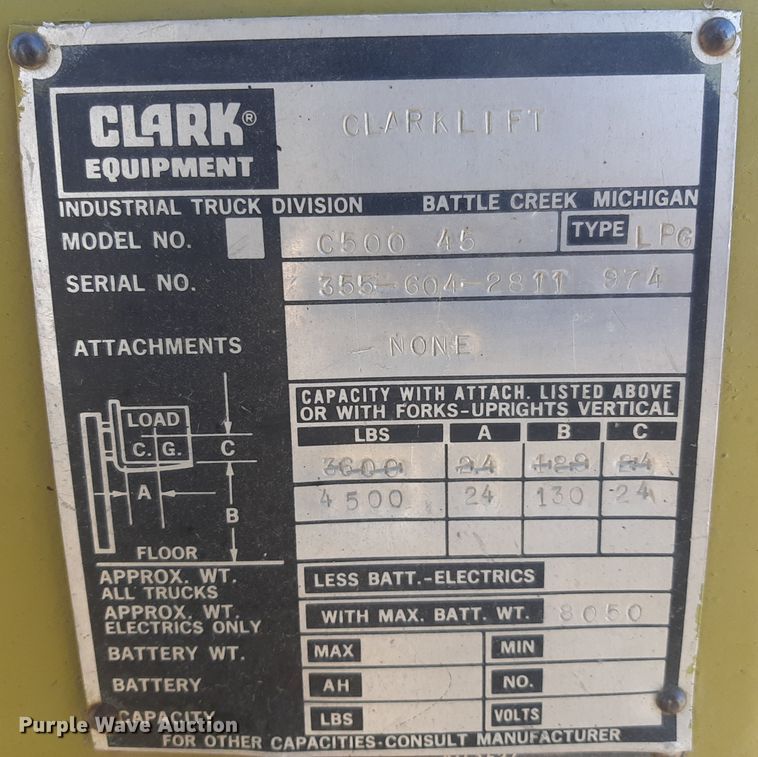 CLARK®
EQUIPMENT
CLARKLIFT
INDUSTRIAL TRUCK DIVISION BATTLE CREEK MICHIGAN
MODEL NO. C500 45 TYPE LPG
SERIAL NO. 355-604-2811 974
ATTACHMENTS NONE
CAPACITY WITH ATTACH. LISTED ABOVE
OR WITH FORKS-UPRIGHTS VERTICAL
LBS A B C
3600 24 129 24
4500 24 130 24
LOAD
C. G.
C
A
B
FLOOR
APPROX. WT.
ALL TRUCKS
LESS BATT.-ELECTRICS
APPROX. WT.
ELECTRICS ONLY
WITH MAX. BATT. WT. 8050
BATTERY WT. MAX MIN
BATTERY AH NO.
CAPACITY LBS VOLTS
FOR OTHER CAPACITIES-CONSULT MANUFACTURER
Purple Wave Auction